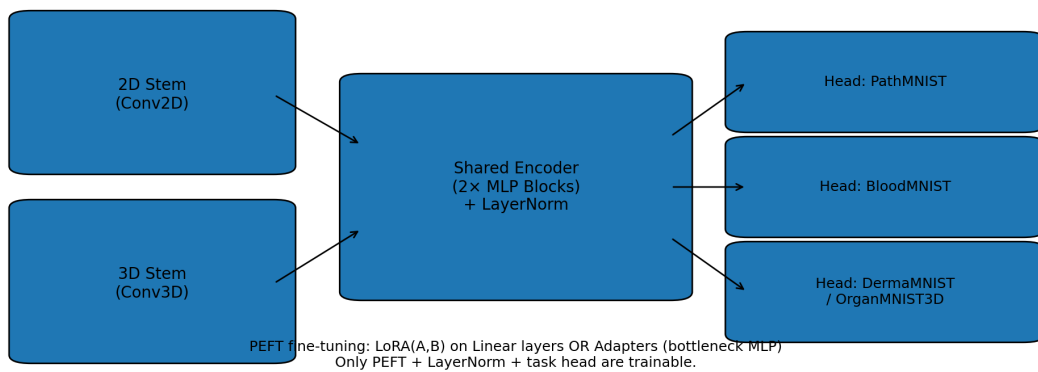 2D Stem
(Conv2D)
3D Stem
(Conv3D)
Shared Encoder
(2× MLP Blocks)
+ LayerNorm
Head: PathMNIST
Head: BloodMNIST
Head: DermaMNIST
/ OrganMNIST3D
PEFT fine-tuning: LoRA(A,B) on Linear layers OR Adapters (bottleneck MLP)
Only PEFT + LayerNorm + task head are trainable.